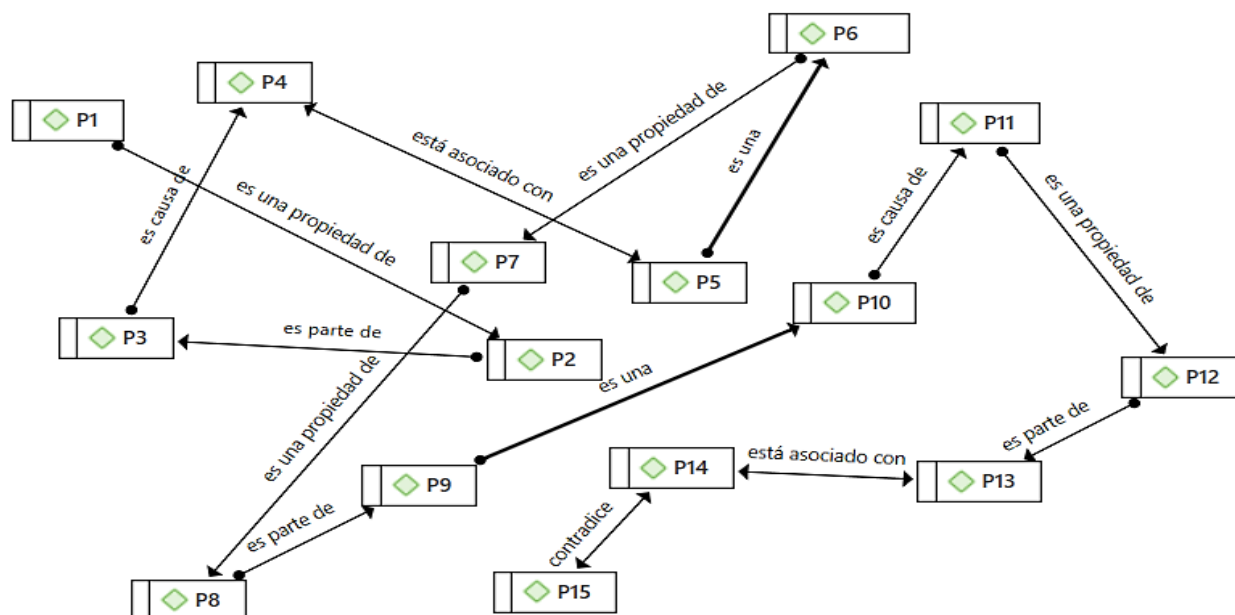 P6
P4
P1
P11
está asociado con
es una propiedad de
es una
es causa de
es una propiedad de
es causa de
es una propiedad de
P7
P5
P10
P3
es parte de
P2
es una
P12
es una propiedad de
es parte de
P9
P14
está asociado con
P13
es parte de
contradice
P8
P15